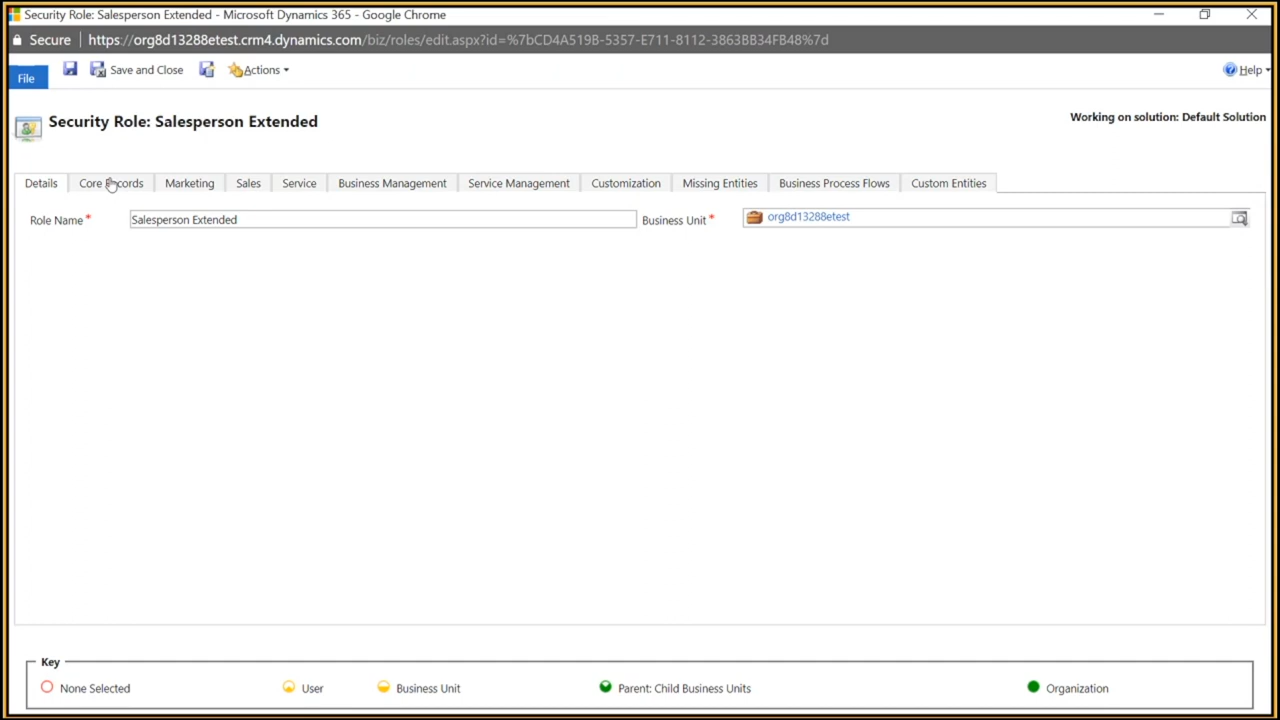 Security Role: Salesperson Extended - Microsoft Dynamics 365 - Google Chrome
Secure | https://org8d13288etest.crm4.dynamics.com/biz/roles/edit.aspx?id=%7bCD4A519B-5357-E711-8112-3863BB34FB48%7d
File Save and Close Actions Help
Security Role: Salesperson Extended
Working on solution: Default Solution
Details Core Records Marketing Sales Service Business Management Service Management Customization Missing Entities Business Process Flows Custom Entities
Role Name * Salesperson Extended Business Unit * org8d13288etest
Key
None Selected User Business Unit Parent: Child Business Units Organization